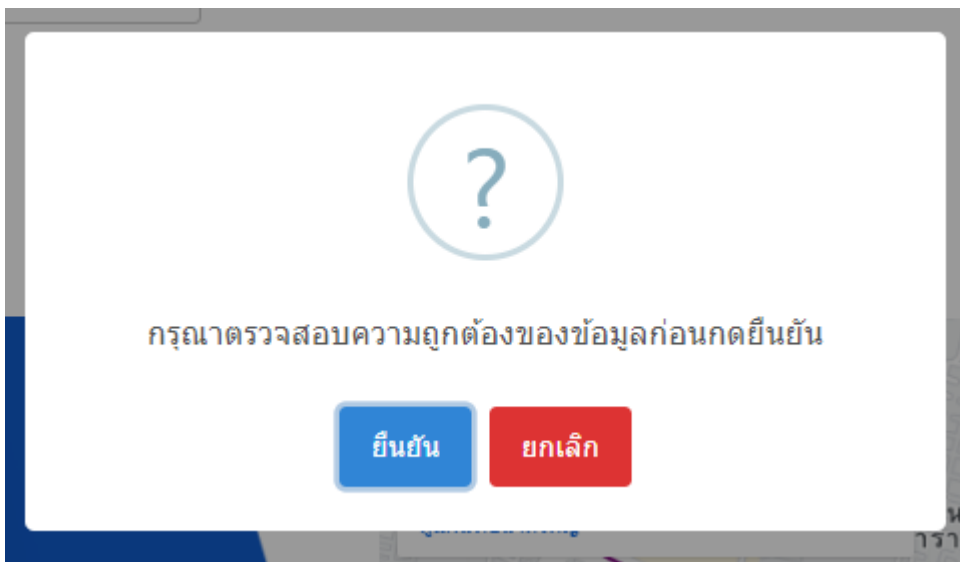 ?
กรุณาตรวจสอบความถูกต้องของข้อมูลก่อนกดยืนยัน
ยืนยัน
ยกเลิก